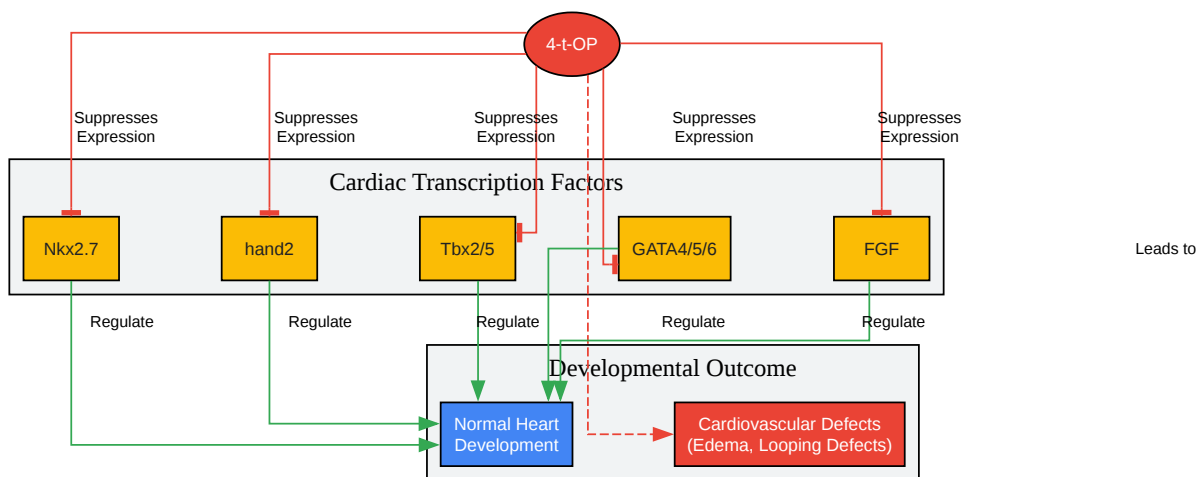 4-t-OP
Suppresses
Expression
Suppresses
Expression
Suppresses
Expression
Suppresses
Expression
Suppresses
Expression
Cardiac Transcription Factors
Nkx2.7
hand2
Tbx2/5
GATA4/5/6
FGF
Leads to
Regulate
Regulate
Regulate
Regulate
Regulate
Developmental Outcome
Normal Heart
Development
Cardiovascular Defects
(Edema, Looping Defects)